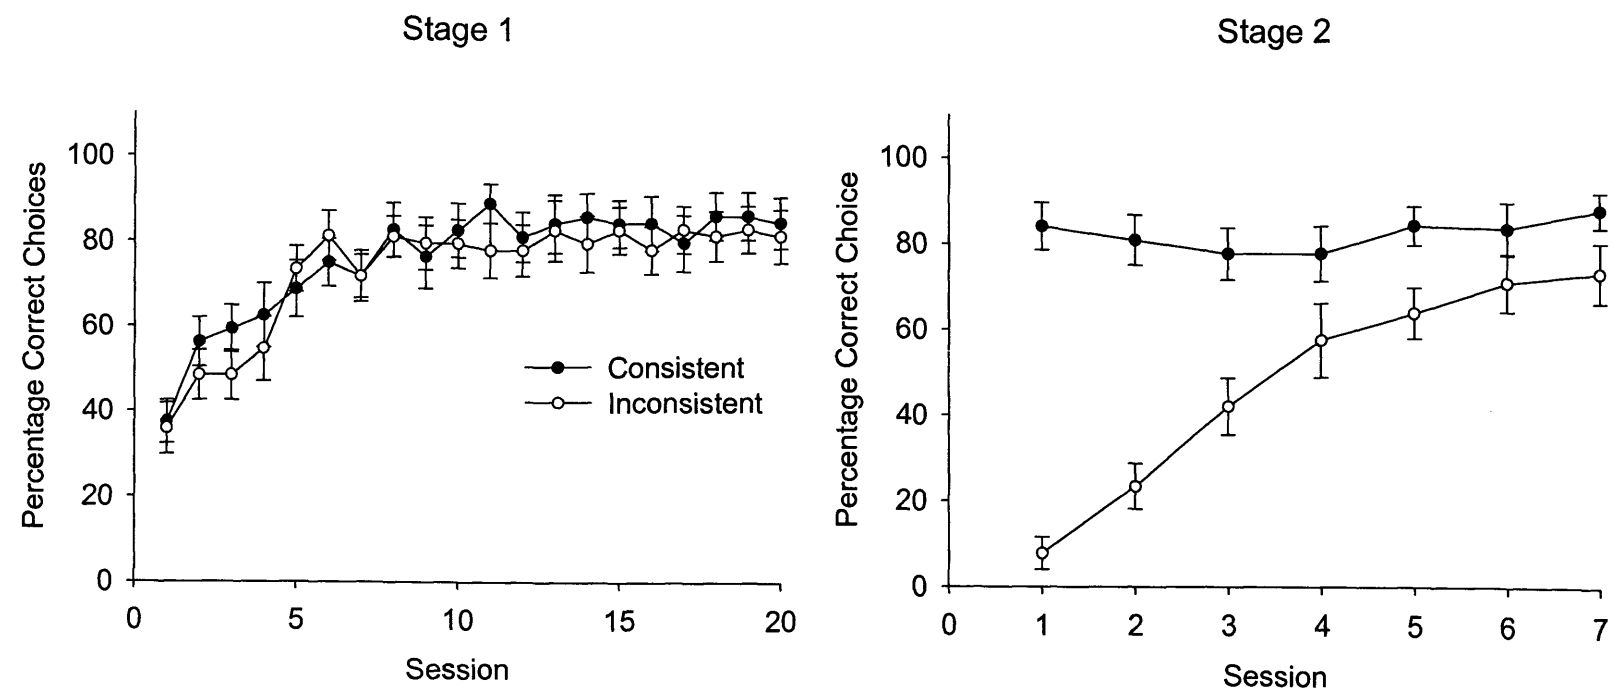 Stage 1
Percentage Correct Choices
100
80
60
40
20
0
0 5 10 15 20
Session
Consistent
Inconsistent
Stage 2
Percentage Correct Choice
100
80
60
40
20
0
0 1 2 3 4 5 6 7
Session